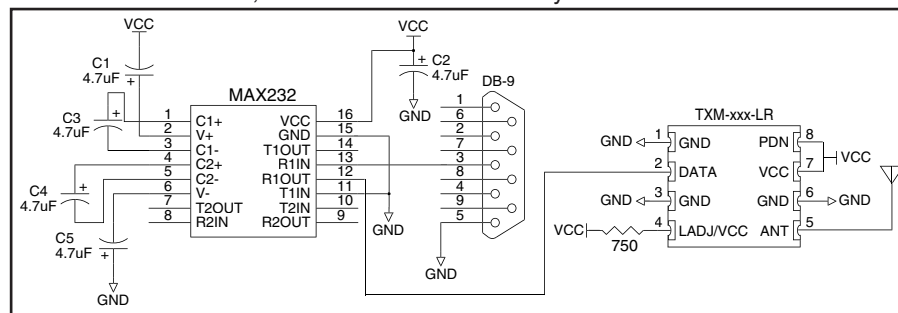 VCC
C1
4.7uF
+
C3
4.7uF
+
C4
4.7uF
+
C5
4.7uF
+
GND
MAX232
1 C1+
2 V+
3 C1-
4 C2+
5 C2-
6 V-
7 T2OUT
8 R2IN
VCC 16
GND 15
T1OUT 14
R1IN 13
R1OUT 12
T1IN 11
T2IN 10
R2OUT 9
VCC
+ C2
4.7uF
GND
GND
DB-9
1
6
2
7
3
8
4
9
5
GND
TXM-xxx-LR
GND 1 GND
2 DATA
GND 3 GND
VCC 750 4 LADJ/VCC
PDN 8
VCC 7 VCC
GND 6 GND
ANT 5